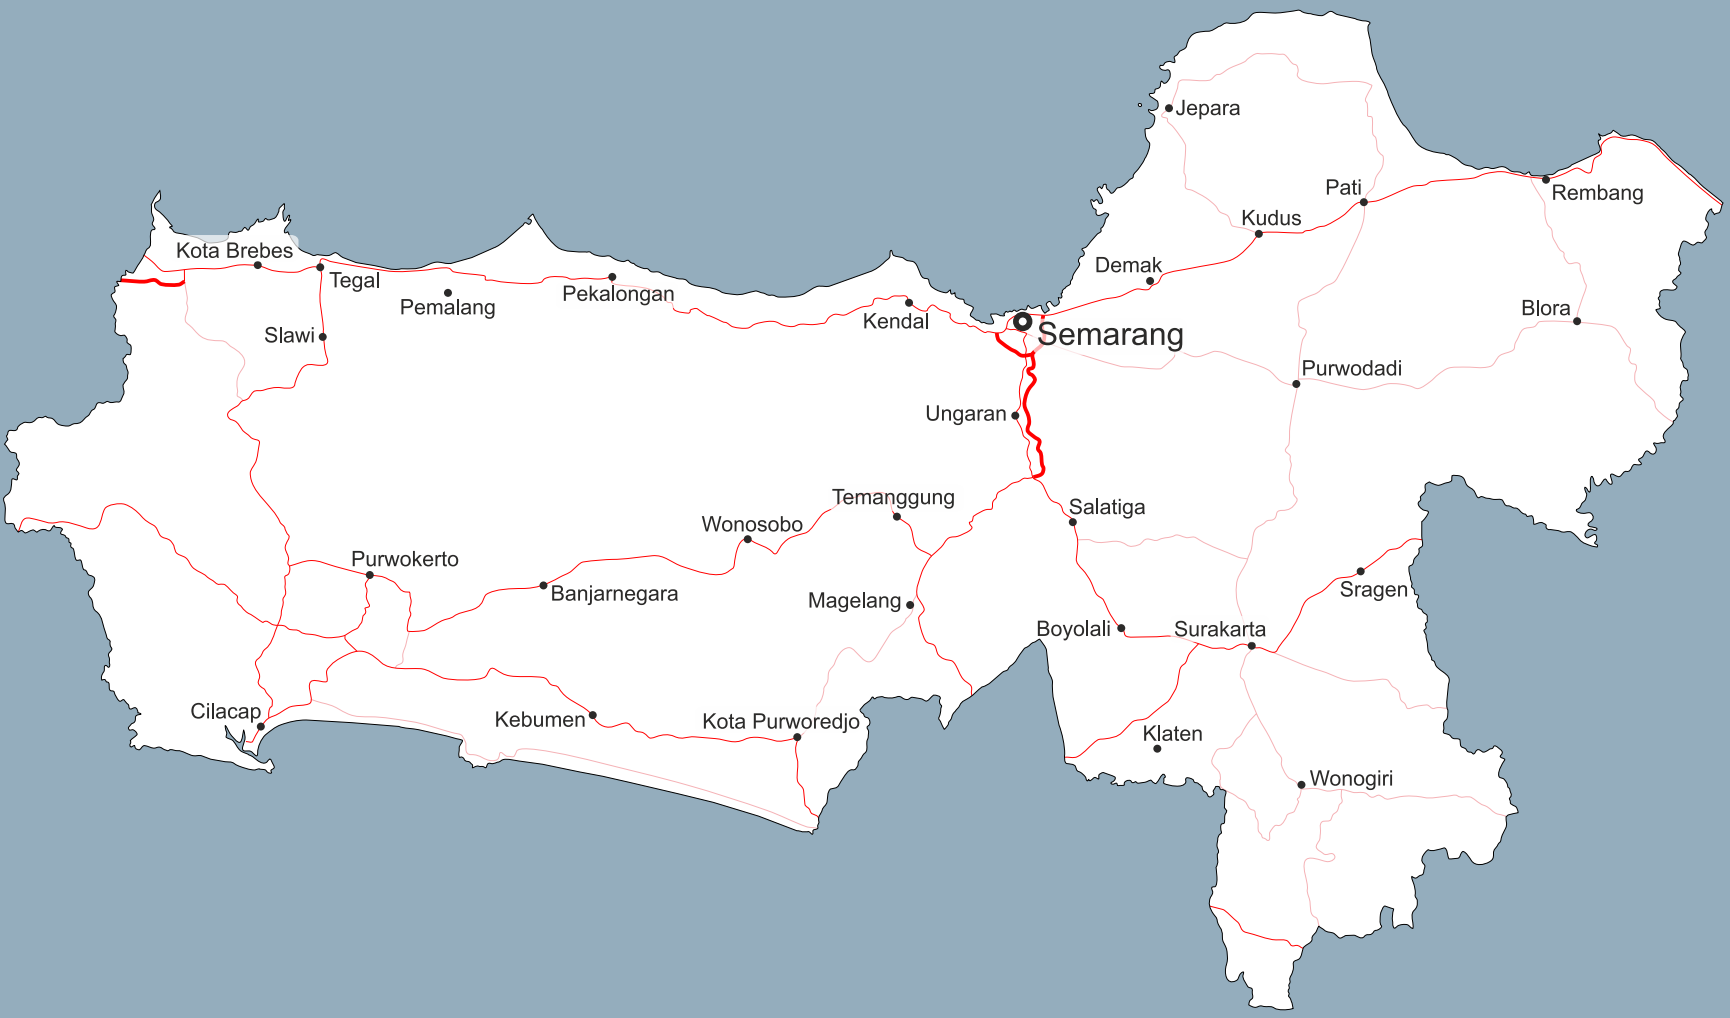 Jepara
Pati
Rembang
Kudus
Kota Brebes
Demak
Tegal
Pekalongan
Pemalang
Blora
Kendal
Semarang
Slawi
Purwodadi
Ungaran
Temanggung
Salatiga
Wonosobo
Purwokerto
Sragen
Banjarnegara
Magelang
Boyolali
Surakarta
Cilacap
Kebumen
Kota Purworedjo
Klaten
Wonogiri